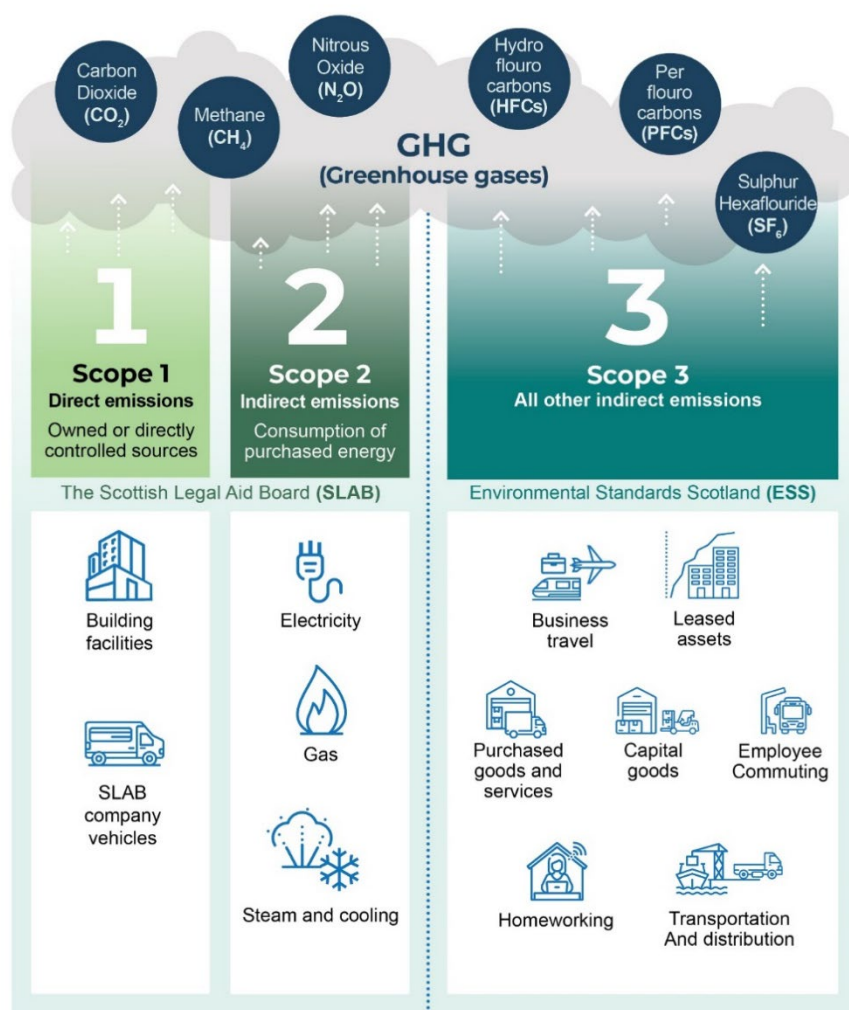 Carbon
Dioxide
(CO₂)
Methane
(CH₄)
Nitrous
Oxide
(N₂O)
Hydro
flouro
carbons
(HFCs)
Per
flouro
carbons
(PFCs)
Sulphur
Hexaflouride
(SF₆)
GHG
(Greenhouse gases)
1
Scope 1
Direct emissions
Owned or directly
controlled sources
2
Scope 2
Indirect emissions
Consumption of
purchased energy
3
Scope 3
All other indirect emissions
The Scottish Legal Aid Board (SLAB)
Environmental Standards Scotland (ESS)
Building
facilities
SLAB
company
vehicles
Electricity
Gas
Steam and cooling
Business
travel
Leased
assets
Purchased
goods and
services
Capital
goods
Employee
Commuting
Homeworking
Transportation
And distribution